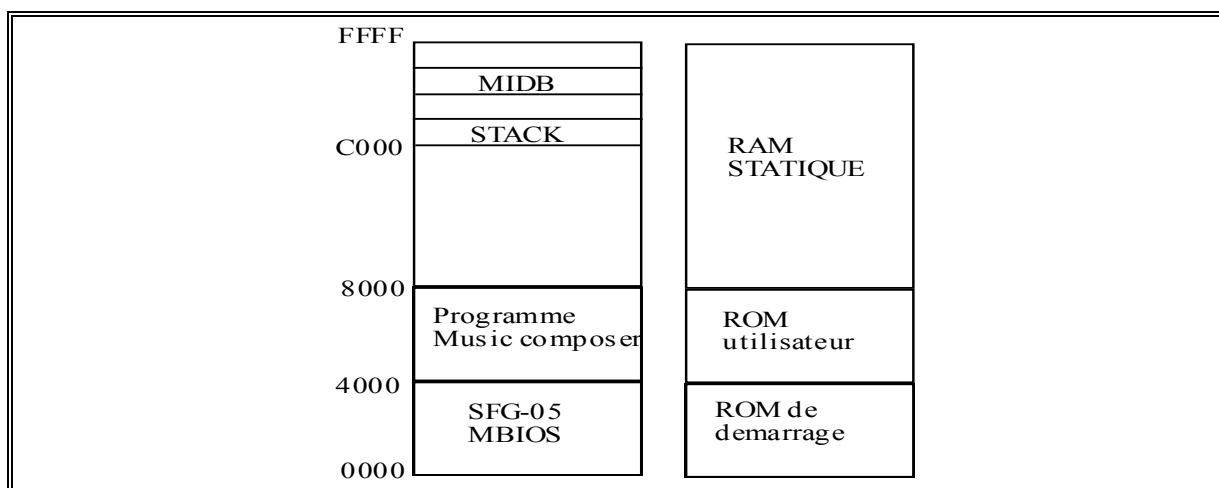 FFFF
MIDB
STACK
C000
8000
Programme
Music composer
4000
SFG-05
MBIOS
0000
RAM
STATIQUE
ROM
utilisateur
ROM de
demarrage